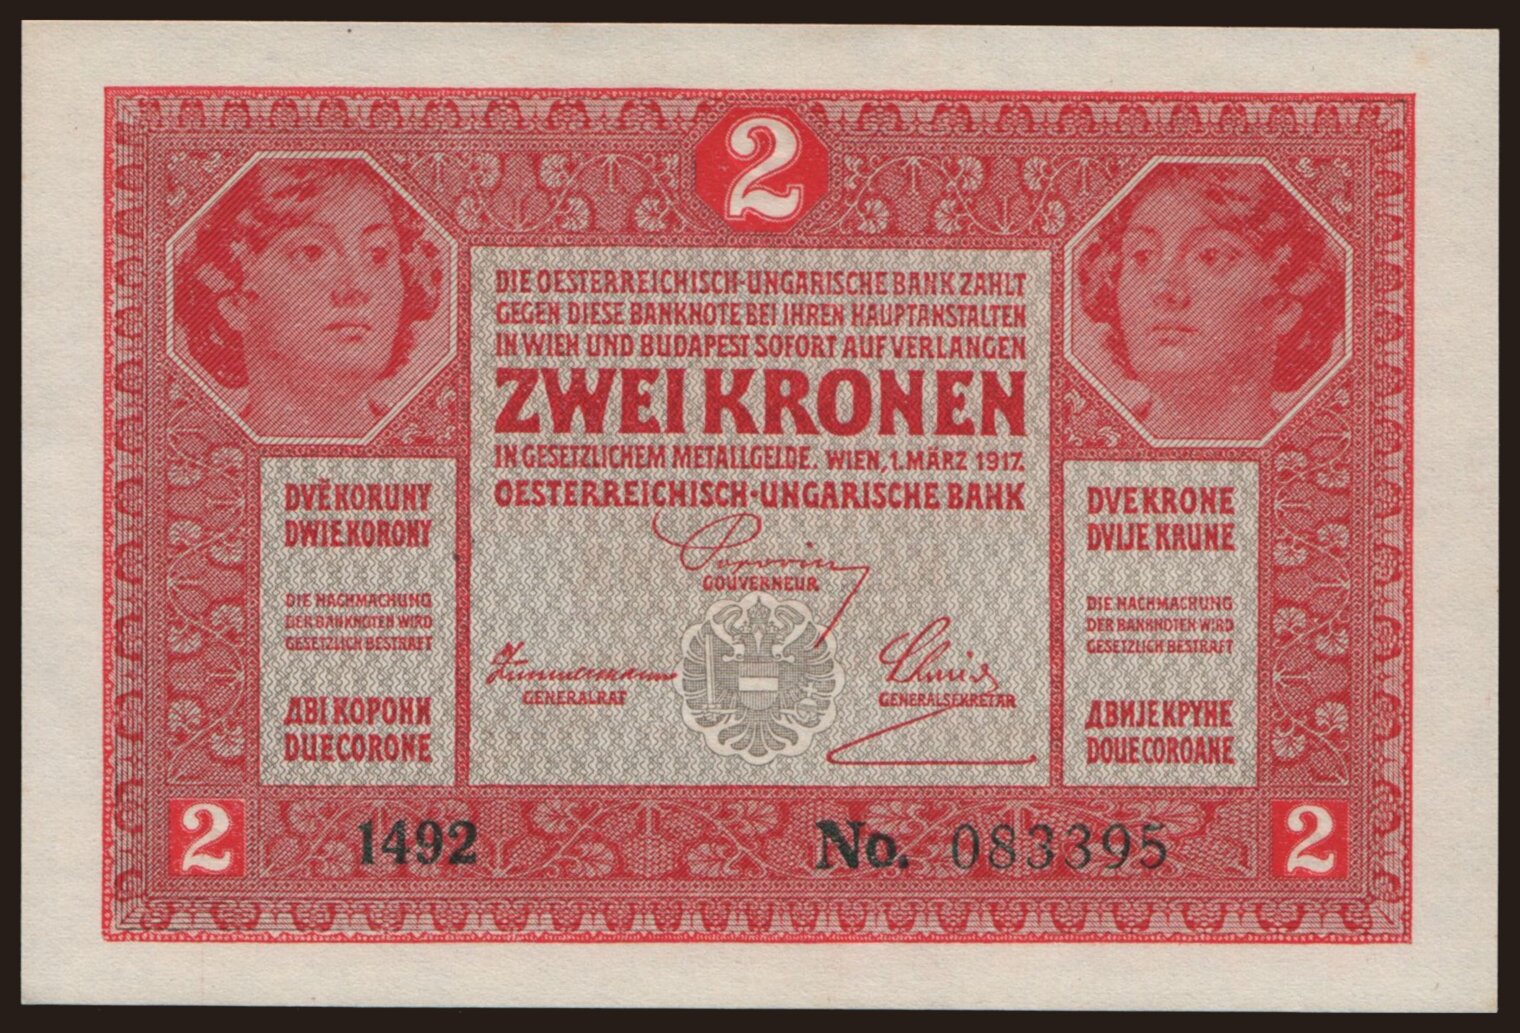 2
DIE OESTERREICHISCH-UNGARISCHE BANK ZAHLT
GEGEN DIESE BANKNOTE BEI IHREN HAUPTANSTALTEN
IN WIEN UND BUDAPEST SOFORT AUF VERLANGEN
ZWEI KRONEN
IN GESETZLICHEM METALLGELDE. WIEN, 1. MÄRZ 1917.
OESTERREICHISCH-UNGARISCHE BANK
GOUVERNEUR
GENERALRAT
GENERALSEKRETÄR
DVĚ KORUNY
DWIE KORONY
DIE NACHMACHUNG
DER BANKNOTEN WIRD
GESETZLICH BESTRAFT
ДВІ КОРОНИ
DUE CORONE
DVE KRONE
DVIJE KRUNE
DIE NACHMACHUNG
DER BANKNOTEN WIRD
GESETZLICH BESTRAFT
ДВИЈЕ КРУНЕ
DOUE COROANE
2
1492
No. 083395
2